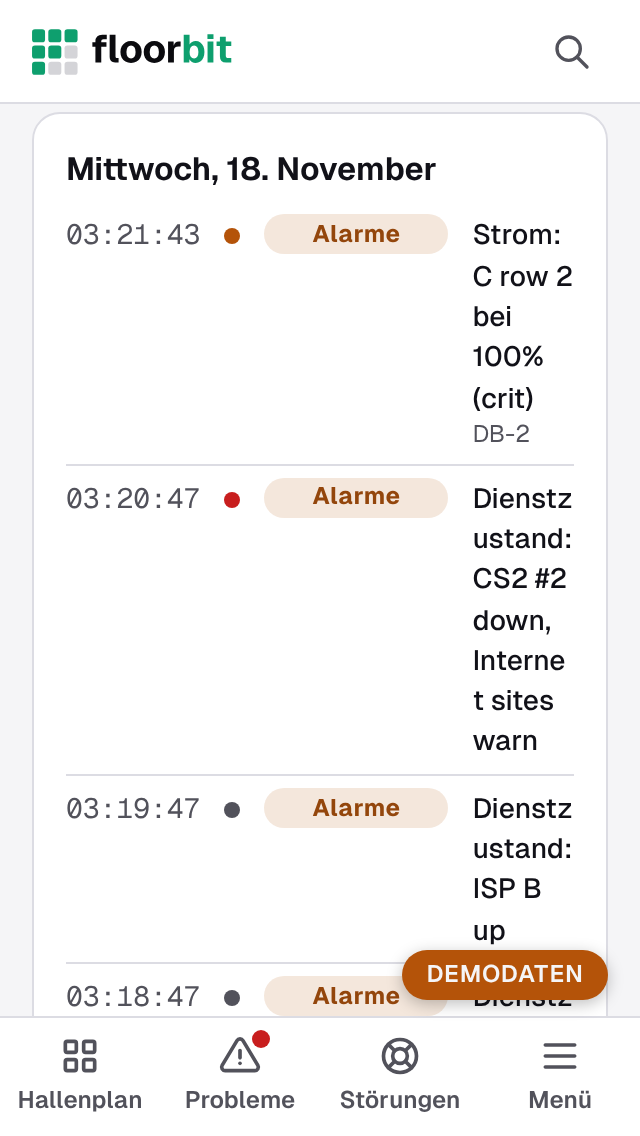 floorbit
Mittwoch, 18. November
03:21:43 Alarme Strom:
C row 2
bei
100%
(crit)
DB-2
03:20:47 Alarme Dienstz
ustand:
CS2 #2
down,
Interne
t sites
warn
03:19:47 Alarme Dienstz
ustand:
ISP B
up
DEMODATEN
03:18:47 Alarme Dienstz
Hallenplan Probleme Störungen Menü